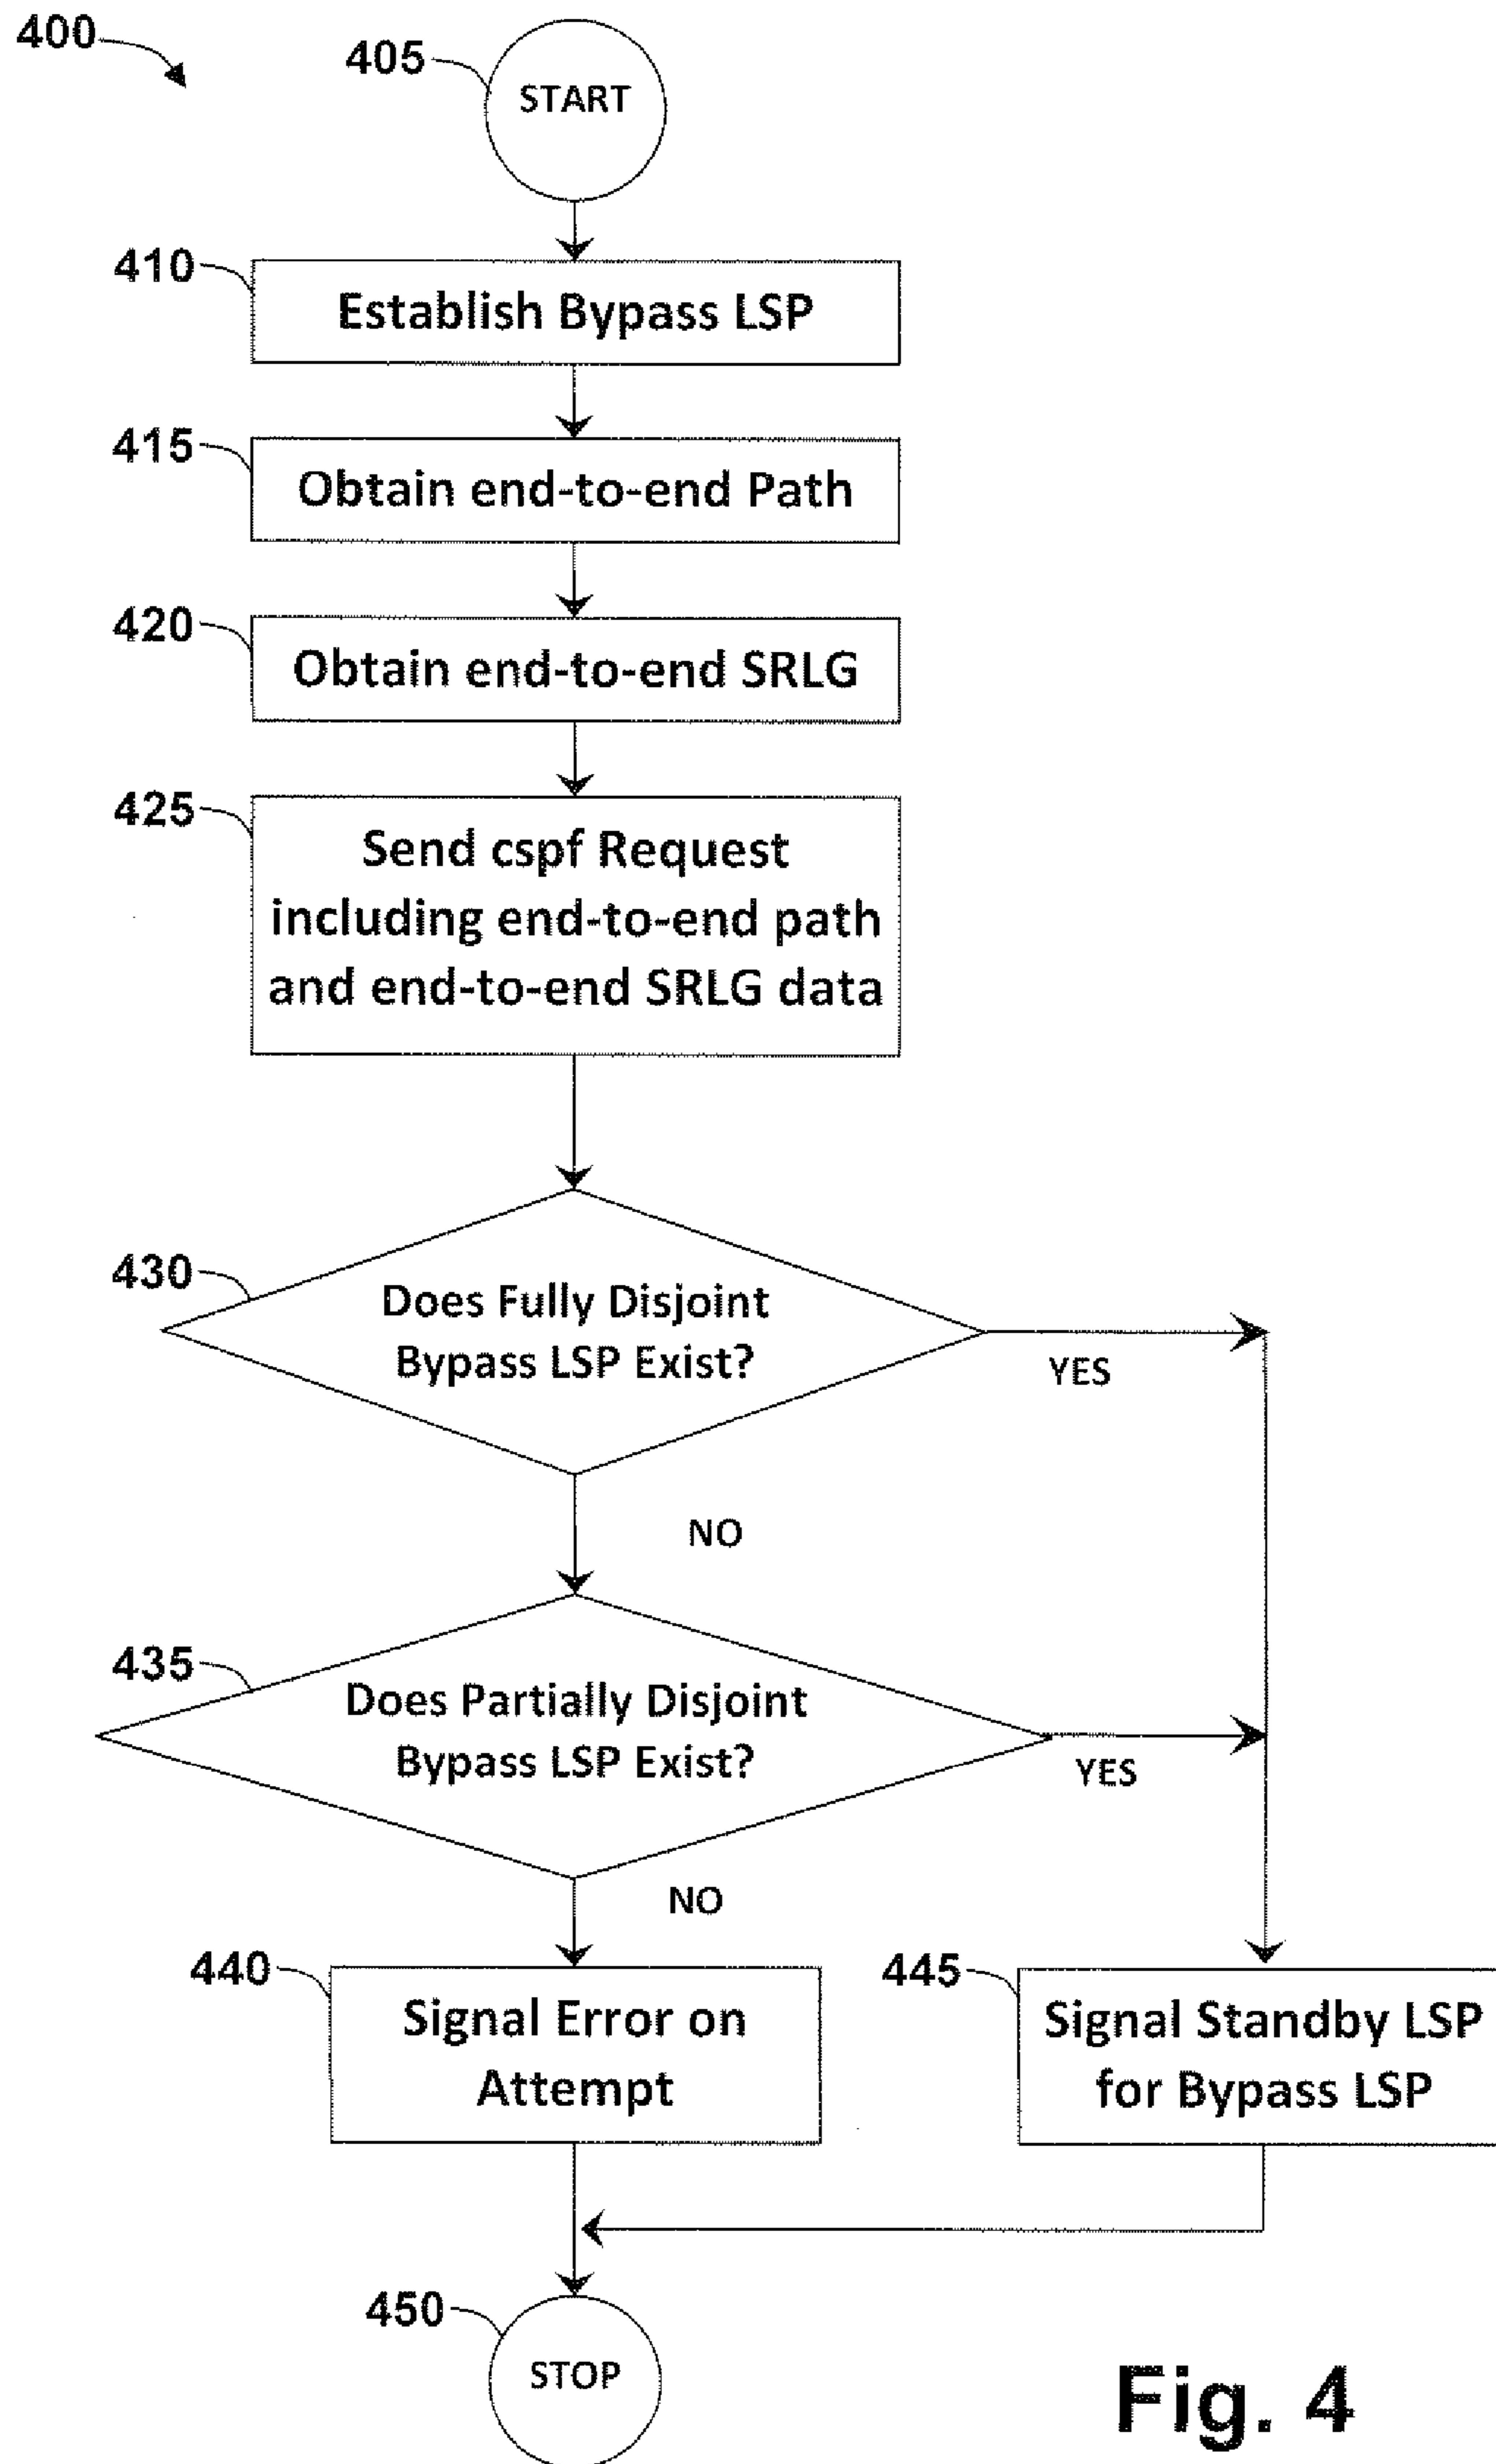 400
405
START
410
Establish Bypass LSP
415
Obtain end-to-end Path
420
Obtain end-to-end SRLG
425
Send cspf Request
including end-to-end path
and end-to-end SRLG data
430
Does Fully Disjoint
Bypass LSP Exist?
YES
NO
435
Does Partially Disjoint
Bypass LSP Exist?
YES
NO
440
Signal Error on
Attempt
445
Signal Standby LSP
for Bypass LSP
450
STOP
Fig. 4